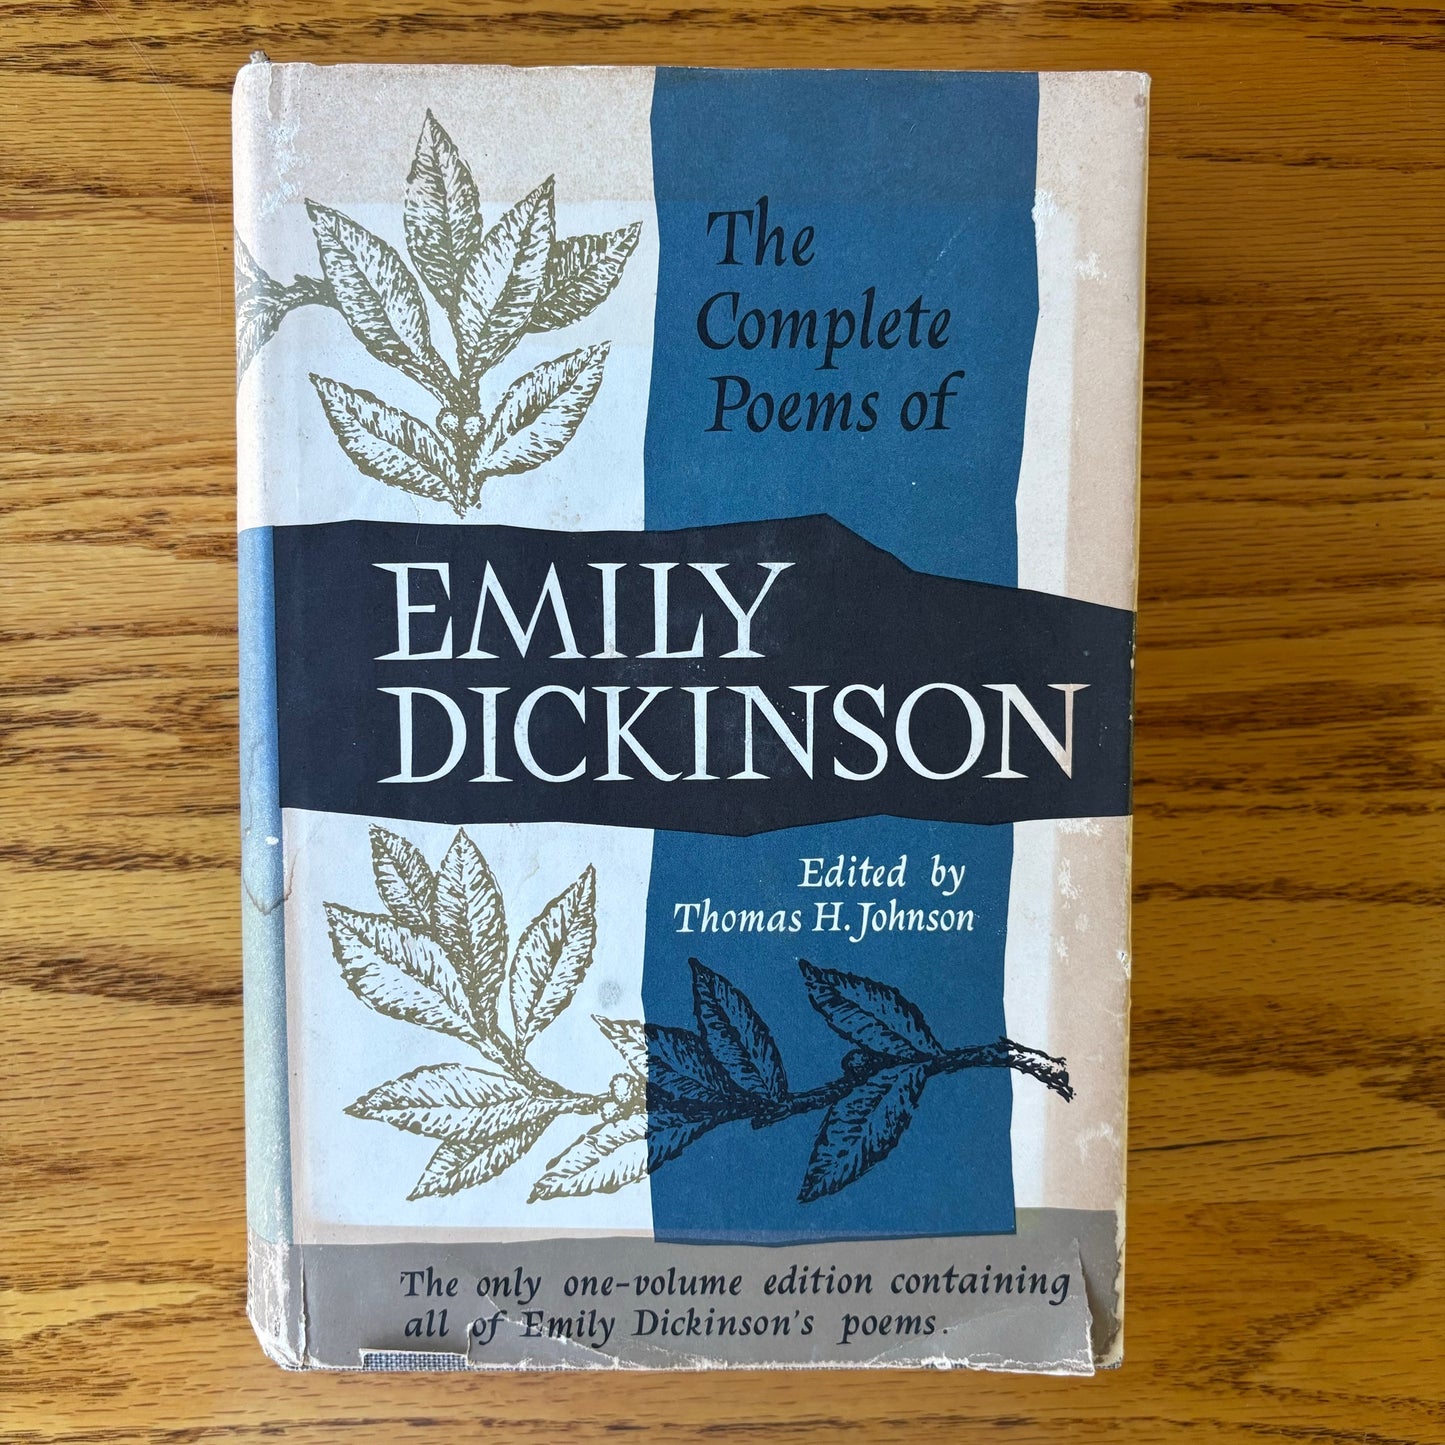 The
Complete
Poems of
EMILY
DICKINSON
Edited by
Thomas H. Johnson
The only one-volume edition containing
all of Emily Dickinson's poems.